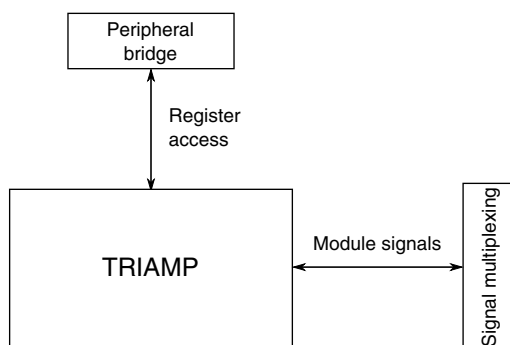 Peripheral
bridge
Register
access
TRIAMP
Module signals
Signal multiplexing